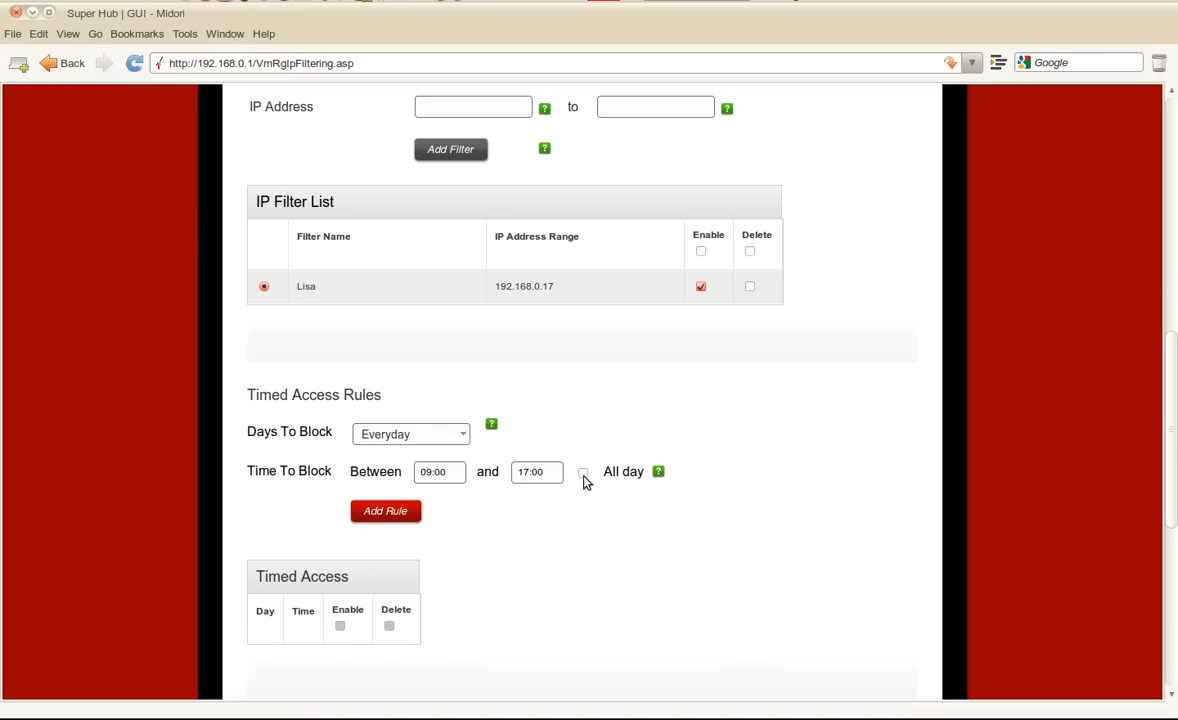 Super Hub | GUI - Midori
File Edit View Go Bookmarks Tools Window Help
Back http://192.168.0.1/VmRgIpFiltering.asp Google
IP Address ? to ?
Add Filter ?
IP Filter List
Filter Name IP Address Range Enable Delete
Lisa 192.168.0.17
Timed Access Rules
Days To Block Everyday ?
Time To Block Between 09:00 and 17:00 All day ?
Add Rule
Timed Access
Day Time Enable Delete